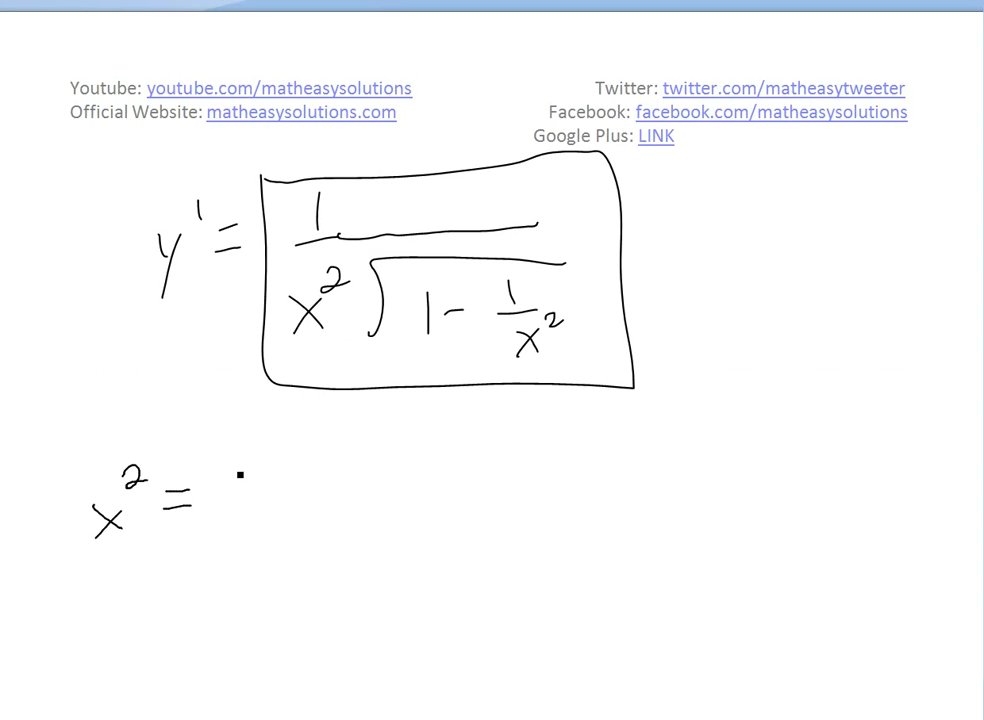 Youtube: youtube.com/matheasysolutions
Official Website: matheasysolutions.com
Twitter: twitter.com/matheasytweeter
Facebook: facebook.com/matheasysolutions
Google Plus: LINK
y' = 1 / (x² √(1 - 1/x²))
x² =